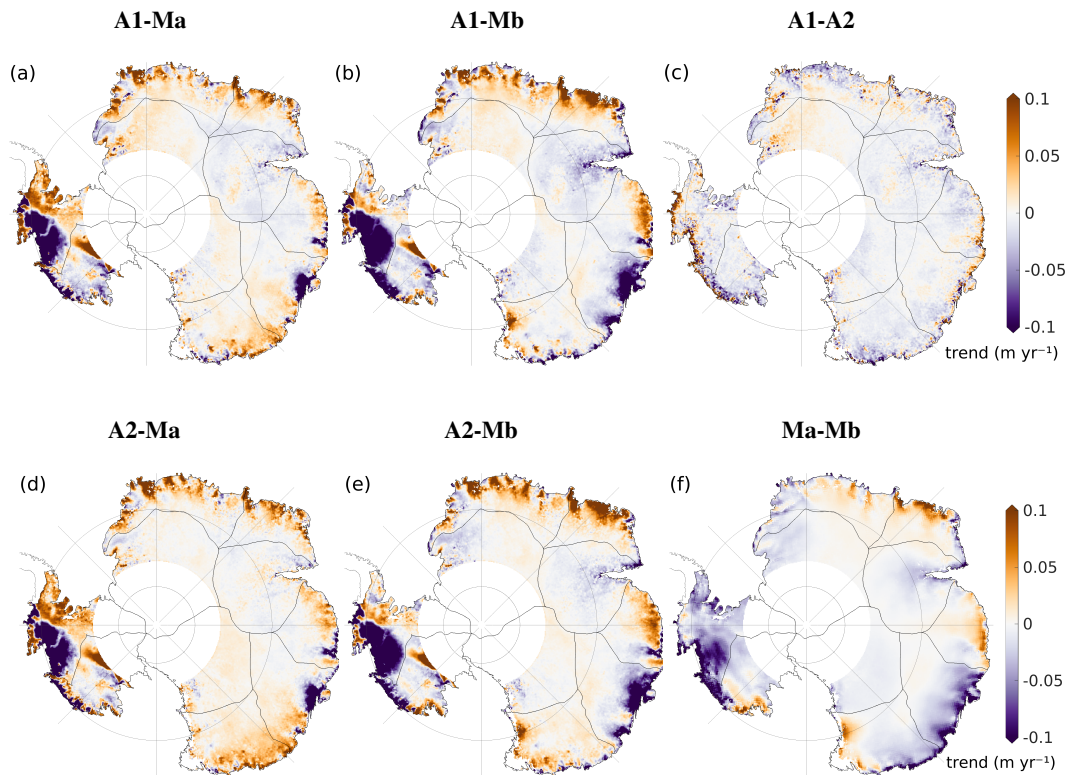 A1-Ma
A1-Mb
A1-A2
(a)
(b)
(c)
0.1
0.05
0
-0.05
-0.1
trend (m yr⁻¹)
A2-Ma
A2-Mb
Ma-Mb
(d)
(e)
(f)
0.1
0.05
0
-0.05
-0.1
trend (m yr⁻¹)